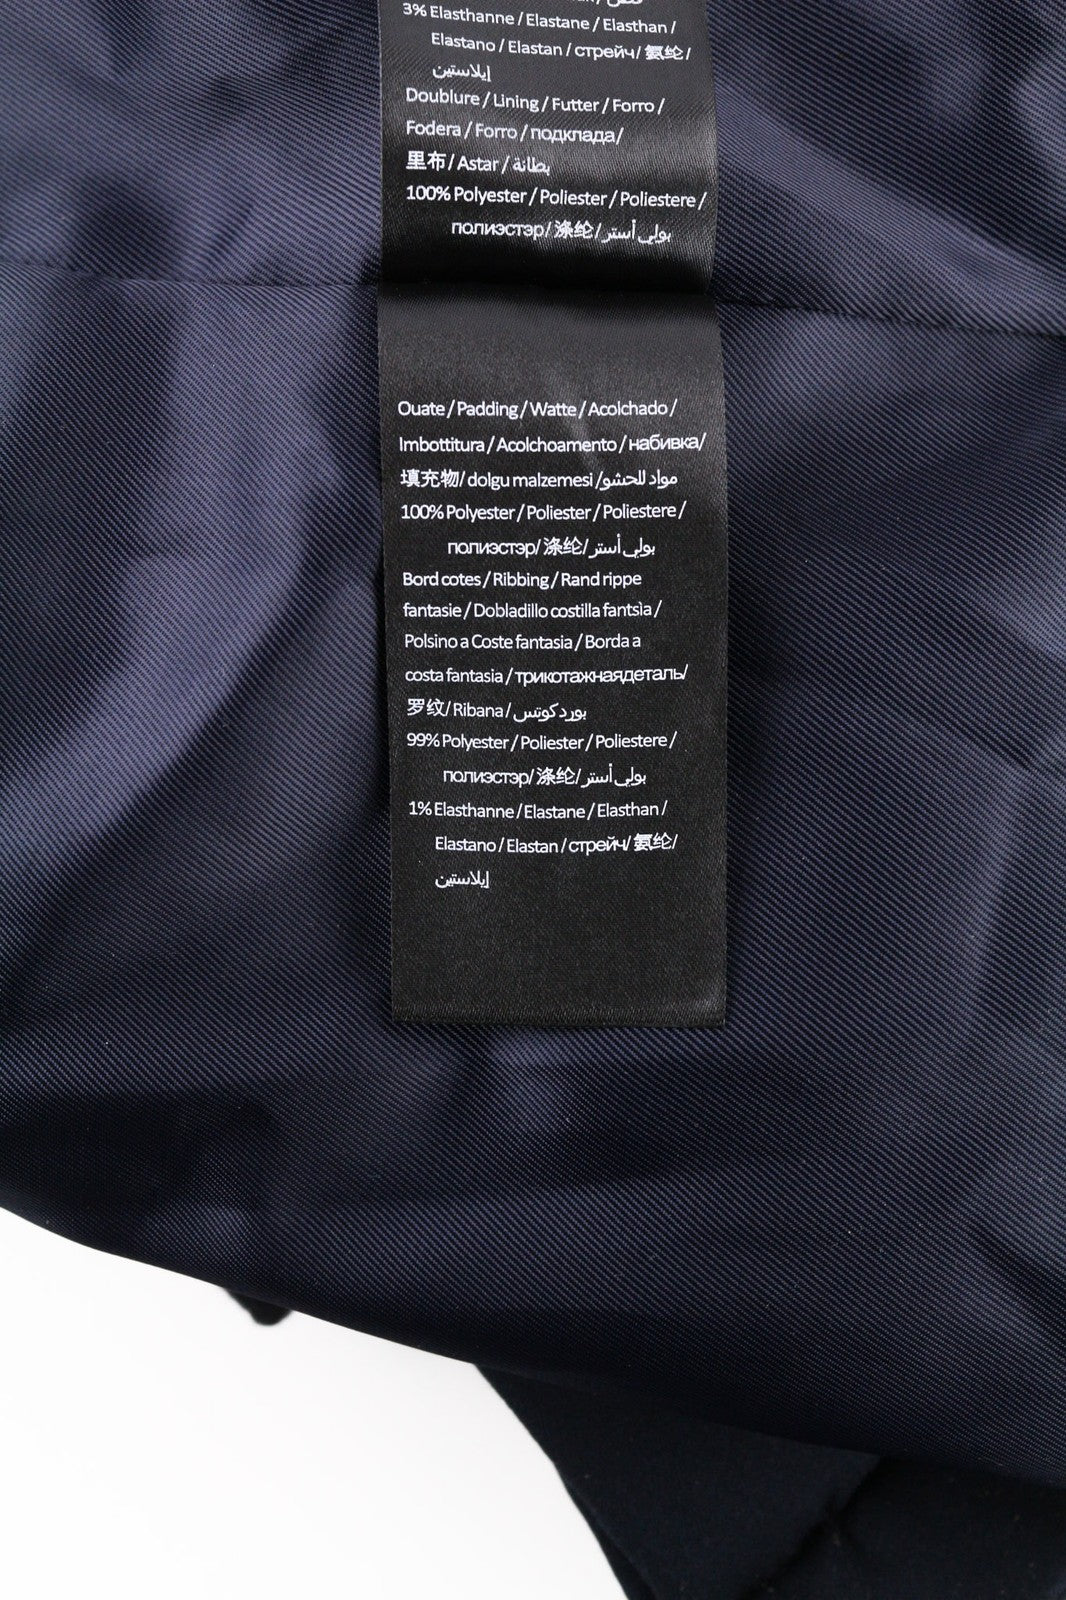 3% Elasthanne / Elastane / Elasthan /
Elastano / Elastan / стрейч / 氨纶 /
إيلاستين
Doublure / Lining / Futter / Forro /
Fodera / Forro / подклада /
里布 / Astar / بطانة
100% Polyester / Poliester / Poliestere /
полиэстэр / 涤纶 / بولي أستر
Ouate / Padding / Watte / Acolchado /
Imbottitura / Acolchoamento / набивка /
填充物 / dolgu malzemesi / مواد للحشو
100% Polyester / Poliester / Poliestere /
полиэстэр / 涤纶 / بولي أستر
Bord cotes / Ribbing / Rand rippe
fantasie / Dobladillo costilla fantsìa /
Polsino a Coste fantasia / Borda a
costa fantasia / трикотажнаядеталь /
罗纹 / Ribana / بورد كوتس
99% Polyester / Poliester / Poliestere /
полиэстэр / 涤纶 / بولي أستر
1% Elasthanne / Elastane / Elasthan /
Elastano / Elastan / стрейч / 氨纶 /
إيلاستين